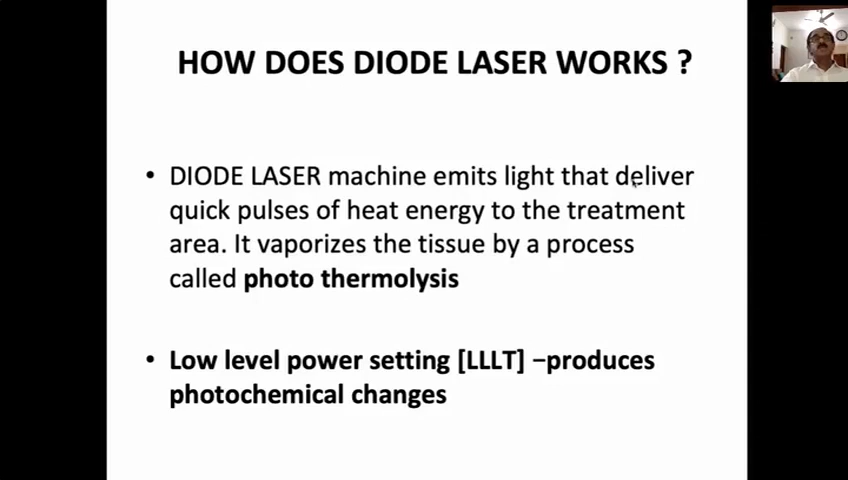 HOW DOES DIODE LASER WORKS ?
• DIODE LASER machine emits light that deliver
quick pulses of heat energy to the treatment
area. It vaporizes the tissue by a process
called photo thermolysis
• Low level power setting [LLLT] –produces
photochemical changes